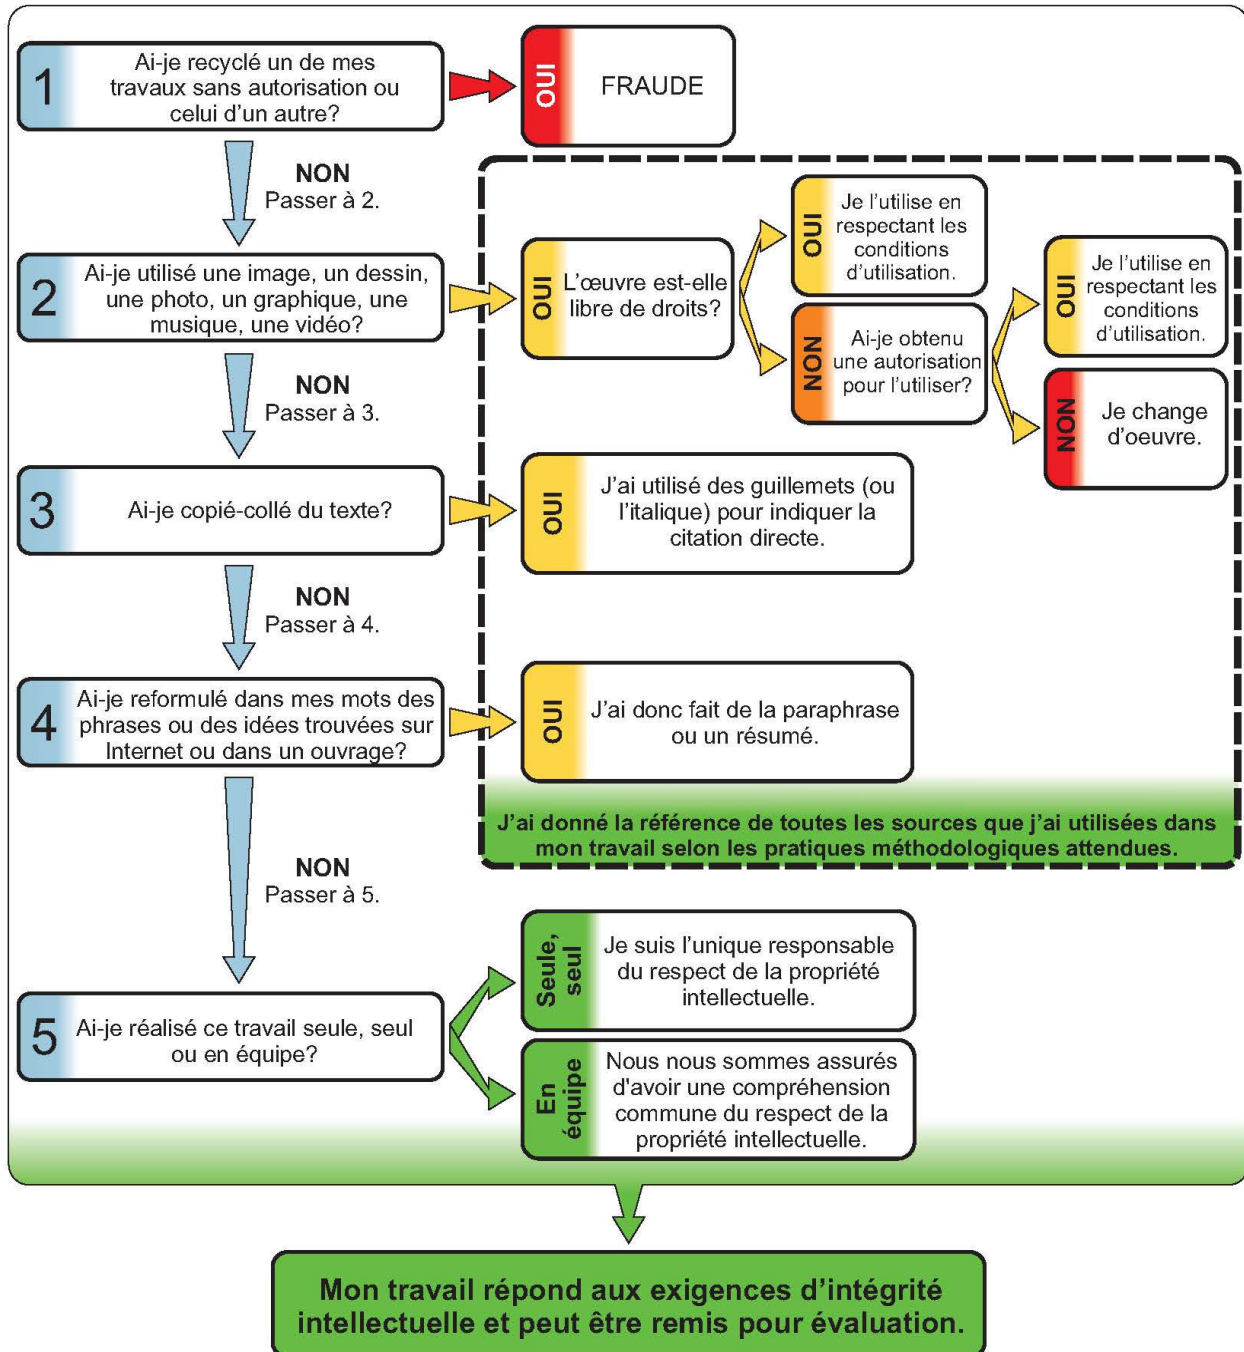 1
Ai-je recyclé un de mes
travaux sans autorisation ou
celui d'un autre?
OUI
FRAUDE
NON
Passer à 2.
2
Ai-je utilisé une image, un dessin,
une photo, un graphique, une
musique, une vidéo?
OUI
L'œuvre est-elle
libre de droits?
OUI
Je l'utilise en
respectant les
conditions
d'utilisation.
NON
Ai-je obtenu
une autorisation
pour l'utiliser?
OUI
Je l'utilise en
respectant les
conditions
d'utilisation.
NON
Je change
d'oeuvre.
NON
Passer à 3.
3
Ai-je copié-collé du texte?
OUI
J'ai utilisé des guillemets (ou
l'italique) pour indiquer la
citation directe.
NON
Passer à 4.
4
Ai-je reformulé dans mes mots des
phrases ou des idées trouvées sur
Internet ou dans un ouvrage?
OUI
J'ai donc fait de la paraphrase
ou un résumé.
J'ai donné la référence de toutes les sources que j'ai utilisées dans
mon travail selon les pratiques méthodologiques attendues.
NON
Passer à 5.
5
Ai-je réalisé ce travail seule, seul
ou en équipe?
Seule,
seul
Je suis l'unique responsable
du respect de la propriété
intellectuelle.
En
équipe
Nous nous sommes assurés
d'avoir une compréhension
commune du respect de la
propriété intellectuelle.
Mon travail répond aux exigences d'intégrité
intellectuelle et peut être remis pour évaluation.